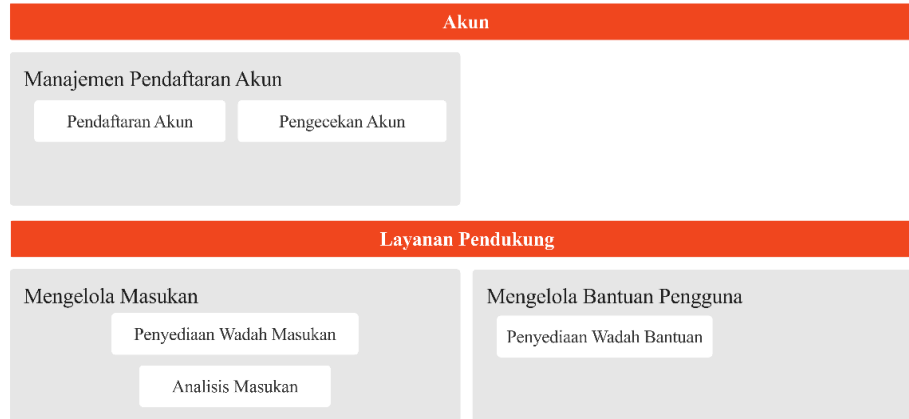 Akun
Manajemen Pendaftaran Akun
Pendaftaran Akun
Pengecekan Akun
Layanan Pendukung
Mengelola Masukan
Penyediaan Wadah Masukan
Analisis Masukan
Mengelola Bantuan Pengguna
Penyediaan Wadah Bantuan